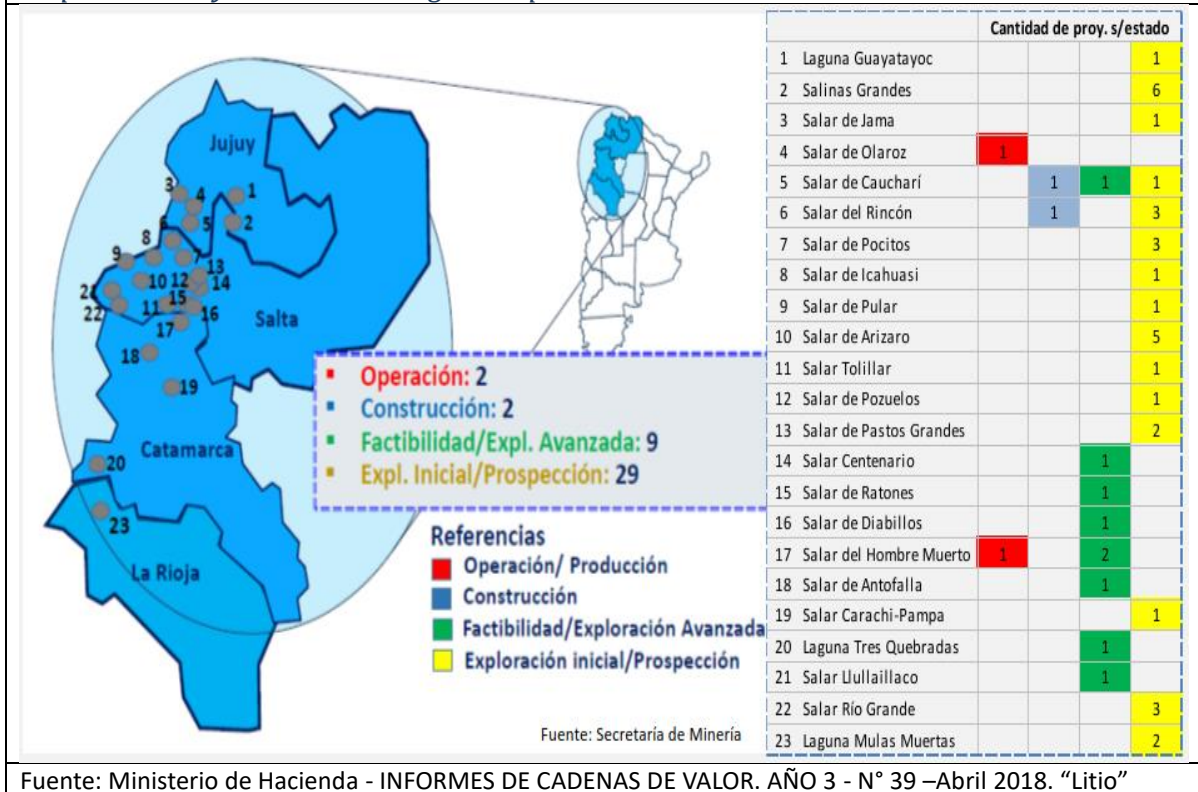 Cantidad de proy. s/estado
1 Laguna Guayatayoc 1
2 Salinas Grandes 6
3 Salar de Jama 1
4 Salar de Olaroz 1
5 Salar de Cauchari 1 1 1
6 Salar del Rincón 1 3
7 Salar de Pocitos 3
8 Salar de Icahuasi 1
9 Salar de Pular 1
10 Salar de Arizaro 5
11 Salar Tolillar 1
12 Salar de Pozuelos 1
13 Salar de Pastos Grandes 2
14 Salar Centenario 1
15 Salar de Ratones 1
16 Salar de Diabillos 1
17 Salar del Hombre Muerto 1 2
18 Salar de Antofalla 1
19 Salar Carachi-Pampa 1
20 Laguna Tres Quebradas 1
21 Salar Llullaillaco 1
22 Salar Río Grande 3
23 Laguna Mulas Muertas 2
Jujuy
3
4
1
6
5
2
8
9
7
13
10
12
14
21
22
11
15
16
17
Salta
18
19
Catamarca
20
23
La Rioja
Operación: 2
Construcción: 2
Factibilidad/Expl. Avanzada: 9
Expl. Inicial/Prospección: 29
Referencias
Operación/ Producción
Construcción
Factibilidad/Exploración Avanzada
Exploración inicial/Prospección
Fuente: Secretaría de Minería
Fuente: Ministerio de Hacienda - INFORMES DE CADENAS DE VALOR. AÑO 3 - N° 39 –Abril 2018. “Litio”